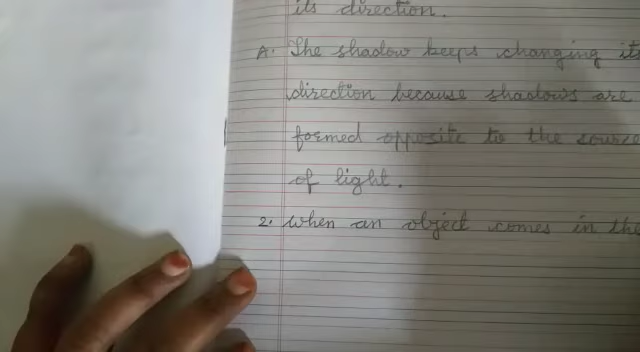 its direction.
A. The shadow keeps changing its
direction because shadows are
formed opposite to the source
of light.
2. When an object comes in the